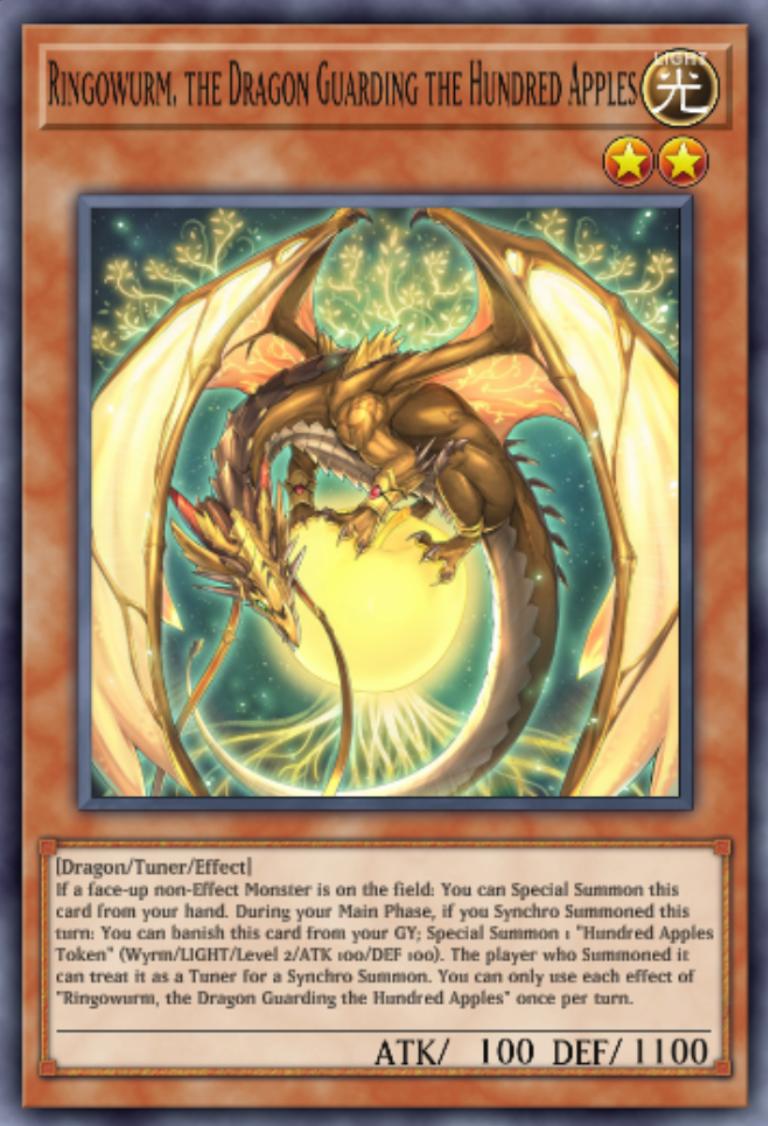 Ringowurm, the Dragon Guarding the Hundred Apples
LIGHT
光
[Dragon/Tuner/Effect]
If a face-up non-Effect Monster is on the field: You can Special Summon this
card from your hand. During your Main Phase, if you Synchro Summoned this
turn: You can banish this card from your GY; Special Summon 1 "Hundred Apples
Token" (Wyrm/LIGHT/Level 2/ATK 100/DEF 100). The player who Summoned it
can treat it as a Tuner for a Synchro Summon. You can only use each effect of
"Ringowurm, the Dragon Guarding the Hundred Apples" once per turn.
ATK/ 100 DEF/ 1100